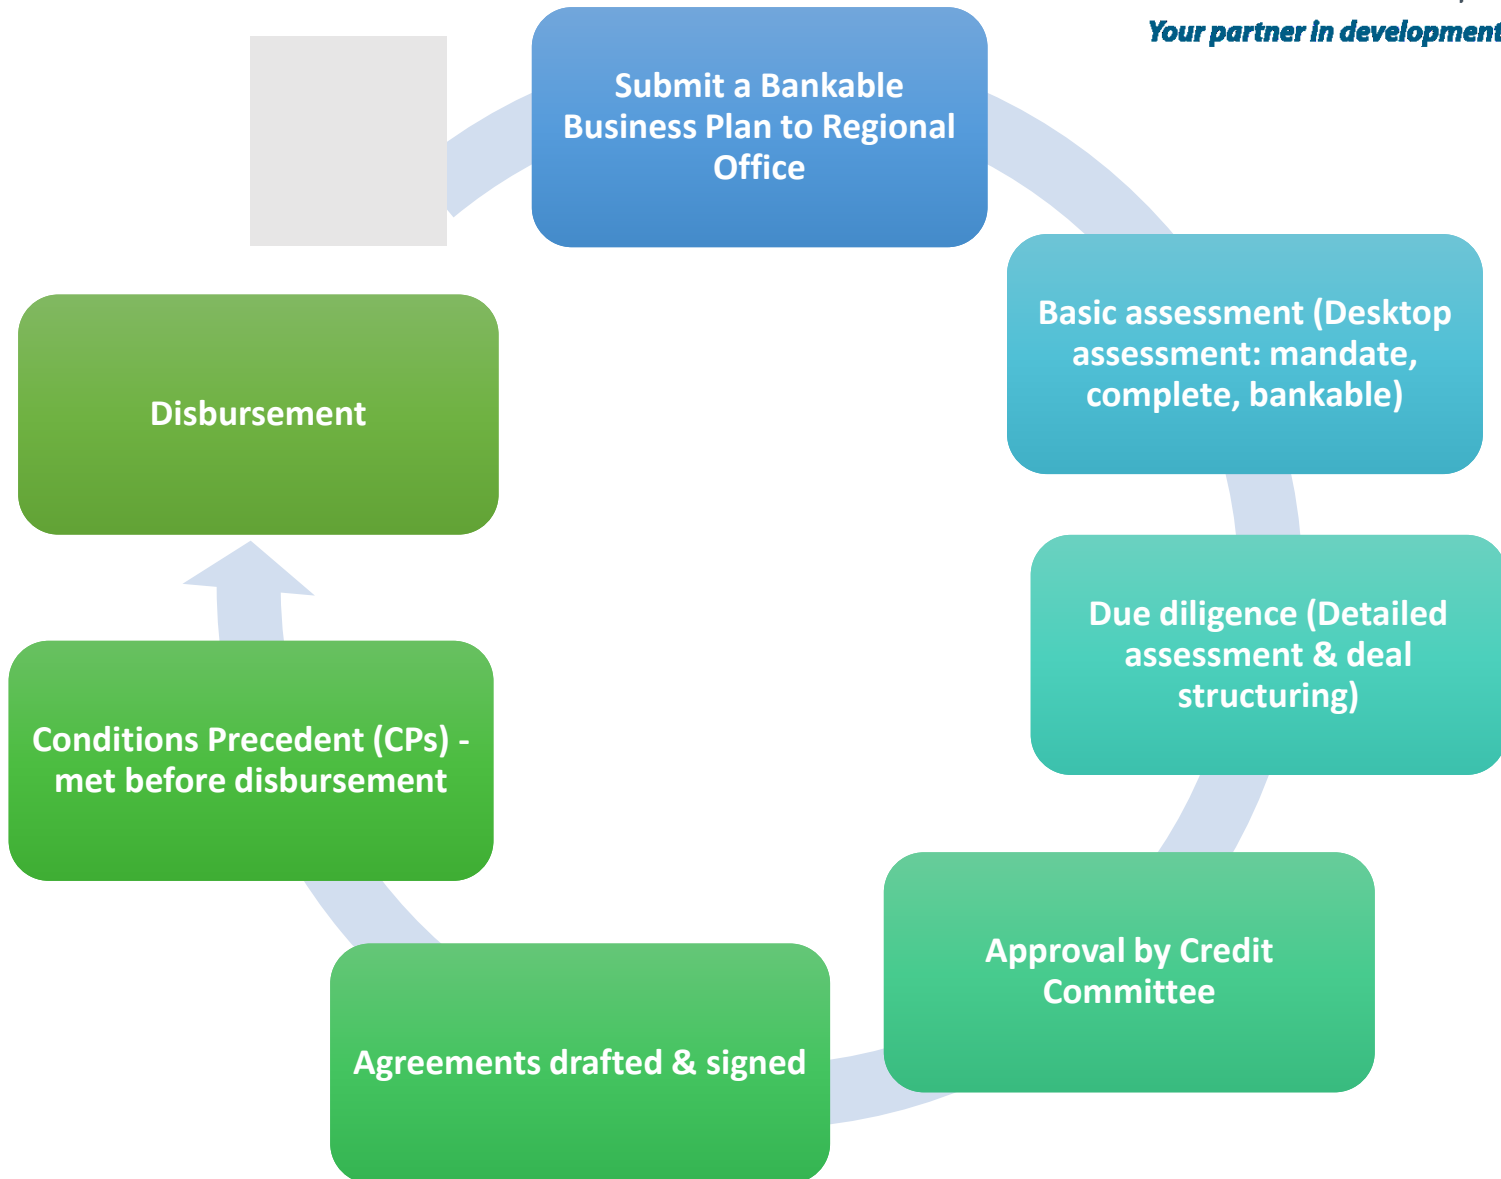 Your partner in development
Submit a Bankable
Business Plan to Regional
Office
Basic assessment (Desktop
assessment: mandate,
complete, bankable)
Due diligence (Detailed
assessment & deal
structuring)
Approval by Credit
Committee
Agreements drafted & signed
Conditions Precedent (CPs) -
met before disbursement
Disbursement